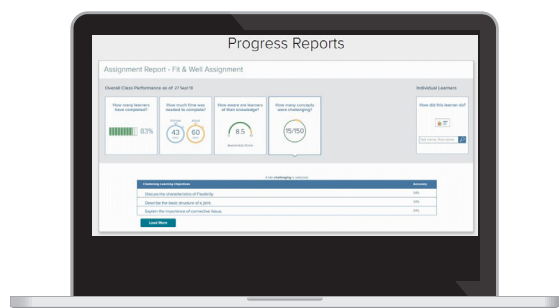 Progress Reports
Assignment Report - Fit & Well Assignment
Overall Class Performance as of
Individual Learners
How many learners have completed?
83%
How much time was needed to complete?
43
60
How aware are learners of their knowledge?
8.5
How many concepts were challenging?
15/150
How did this learner do?
Challenging Learning Objectives
Accuracy
Discuss the characteristics of flexibility.
Describe the basic structure of a joint.
Explain the importance of connective tissue.
Load More